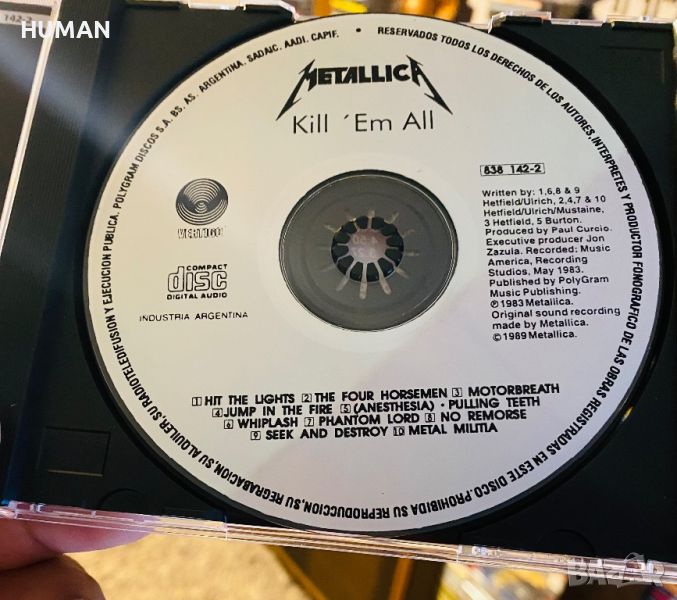 142-2
HUMAN
POLYGRAM DISCOS S.A. BS. AS. ARGENTINA. SADAIC. AADI. CAPIF. • RESERVADOS TODOS LOS DERECHOS DE LOS AUTORES, INTERPRETES Y PRODUCTOR FONOGRAFICO DE LAS OBRAS REGISTRADAS EN ESTE DISCO. PROHIBIDA SU REPRODUCCION, SU REGRABACION, SU ALQUILER, SU RADIOTELEDIFUSION Y EJECUCION PUBLICA.
METALLICA
Kill ´Em All
838 142-2
Written by: 1,6,8 & 9
Hetfield/Ulrich, 2,4,7 & 10
Hetfield/Ulrich/Mustaine,
3 Hetfield, 5 Burton.
Produced by Paul Curcio.
Executive producer Jon
Zazula. Recorded: Music
America, Recording
Studios, May 1983.
Published by PolyGram
Music Publishing.
℗1983 Metallica.
Original sound recording
made by Metallica.
©1989 Metallica.
VERTIGO
COMPACT
disc
DIGITAL AUDIO
INDUSTRIA ARGENTINA
1 HIT THE LIGHTS 2 THE FOUR HORSEMEN 3 MOTORBREATH
4 JUMP IN THE FIRE 5 (ANESTHESIA) - PULLING TEETH
6 WHIPLASH 7 PHANTOM LORD 8 NO REMORSE
9 SEEK AND DESTROY 10 METAL MILITIA
BAZAR